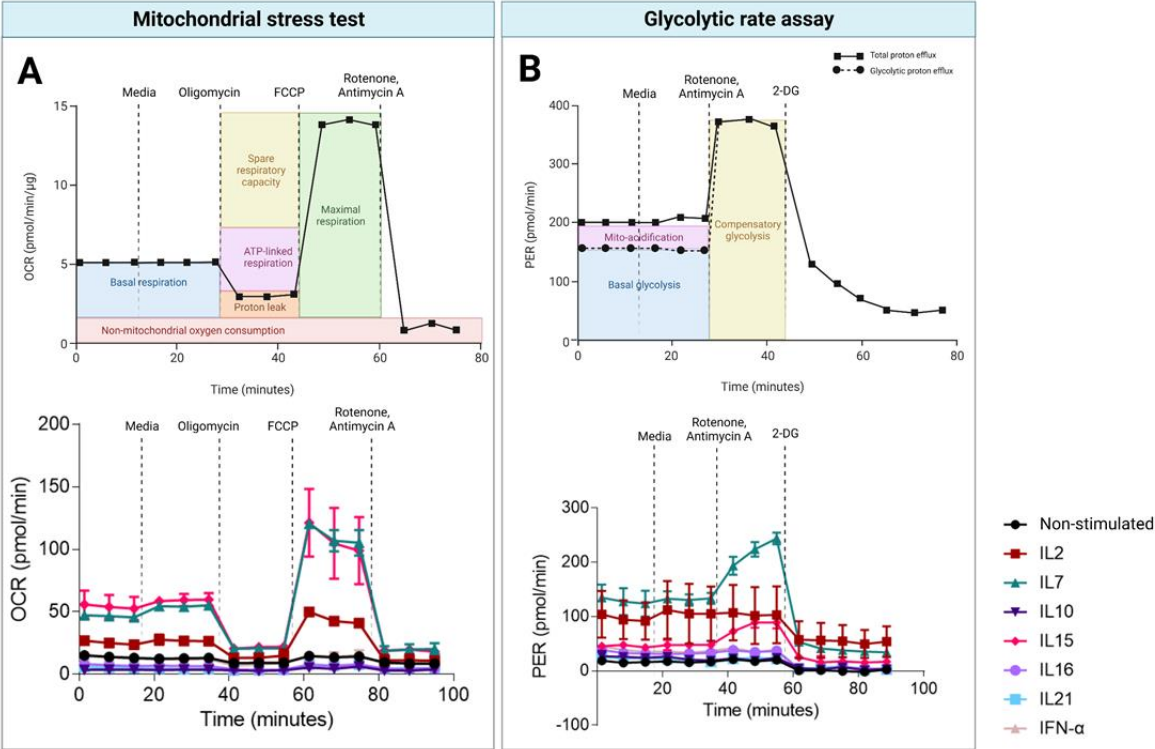 Mitochondrial stress test
Glycolytic rate assay
A
Media
Oligomycin
FCCP
Rotenone,
Antimycin A
15
10
5
0
OCR (pmol/min/µg)
Spare
respiratory
capacity
Maximal
respiration
ATP-linked
respiration
Basal respiration
Proton leak
Non-mitochondrial oxygen consumption
0
20
40
60
80
Time (minutes)
B
Total proton efflux
Glycolytic proton efflux
Media
Rotenone,
Antimycin A
2-DG
400
300
200
100
0
PER (pmol/min)
Mito-acidification
Compensatory
glycolysis
Basal glycolysis
0
20
40
60
80
Time (minutes)
Media
Oligomycin
FCCP
Rotenone,
Antimycin A
200
150
100
50
0
OCR (pmol/min)
0
20
40
60
80
100
Time (minutes)
Media
Rotenone,
Antimycin A
2-DG
300
200
100
0
-100
PER (pmol/min)
20
40
60
80
100
Time (minutes)
Non-stimulated
IL2
IL7
IL10
IL15
IL16
IL21
IFN-α